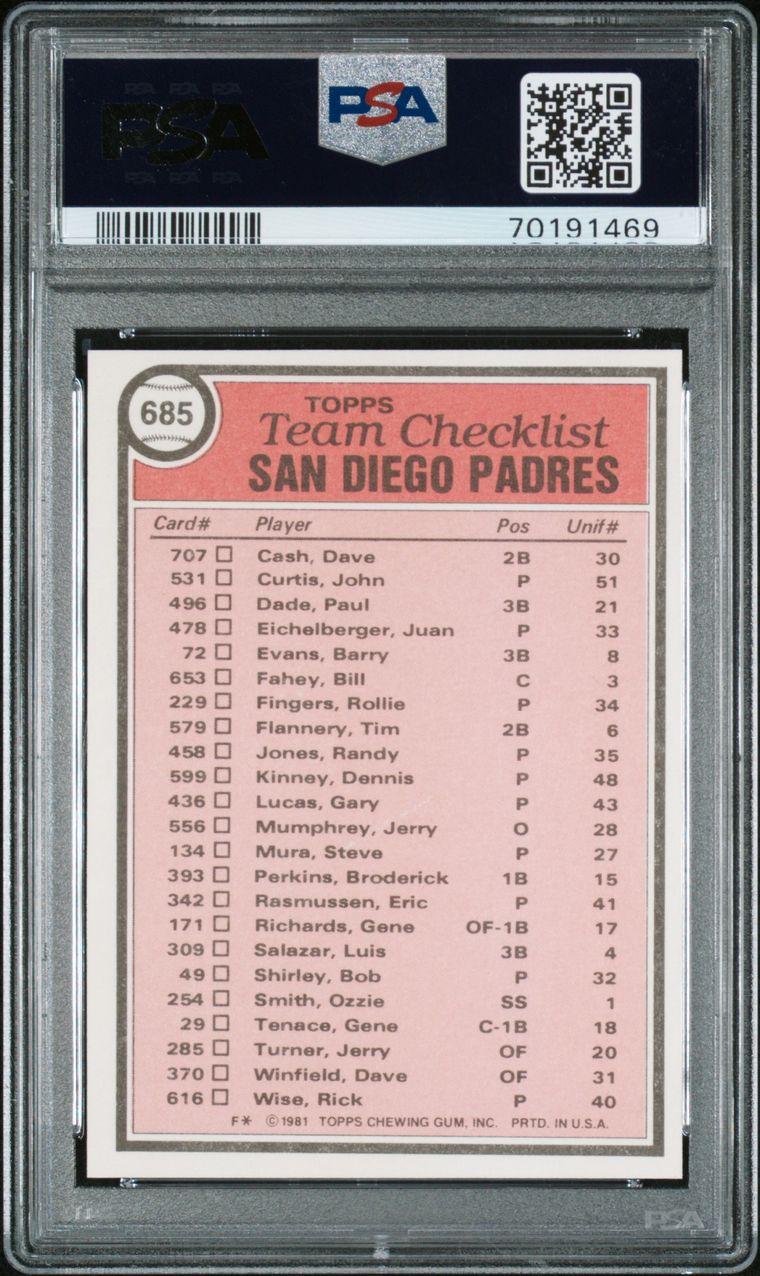 PSA PSA PSA
PSA
PSA PSA PSA
PSA
70191469
685
TOPPS
Team Checklist
SAN DIEGO PADRES
Card# Player Pos Unif#
707 Cash, Dave 2B 30
531 Curtis, John P 51
496 Dade, Paul 3B 21
478 Eichelberger, Juan P 33
72 Evans, Barry 3B 8
653 Fahey, Bill C 3
229 Fingers, Rollie P 34
579 Flannery, Tim 2B 6
458 Jones, Randy P 35
599 Kinney, Dennis P 48
436 Lucas, Gary P 43
556 Mumphrey, Jerry O 28
134 Mura, Steve P 27
393 Perkins, Broderick 1B 15
342 Rasmussen, Eric P 41
171 Richards, Gene OF-1B 17
309 Salazar, Luis 3B 4
49 Shirley, Bob P 32
254 Smith, Ozzie SS 1
29 Tenace, Gene C-1B 18
285 Turner, Jerry OF 20
370 Winfield, Dave OF 31
616 Wise, Rick P 40
F* ©1981 TOPPS CHEWING GUM, INC. PRTD. IN U.S.A.
PSA